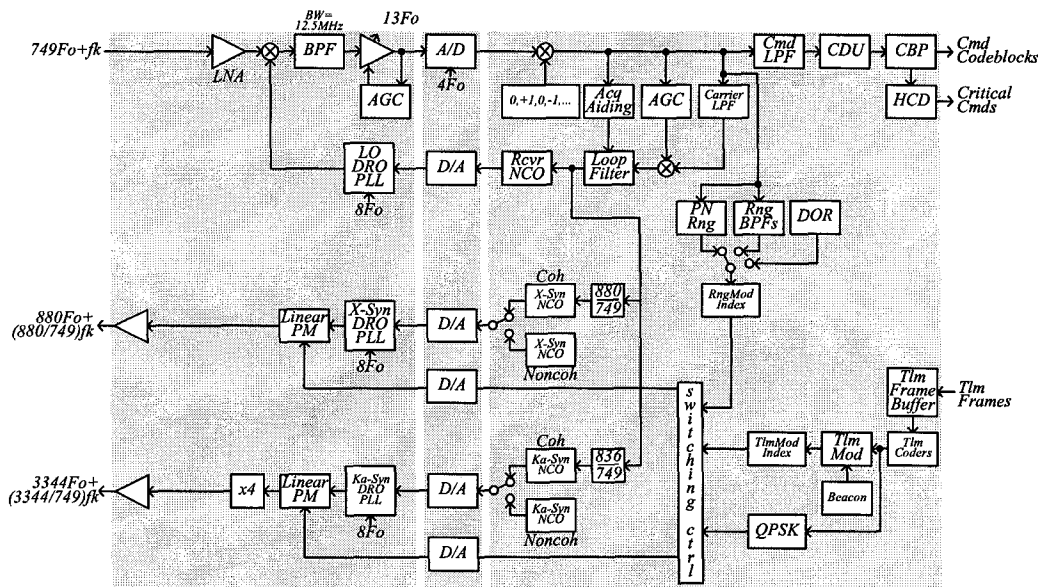 BW=
12.5MHz
13Fo
749Fo+fk
LNA
BPF
AGC
A/D
4Fo
0,+1,0,-1,...
Acq
Aiding
AGC
Carrier
LPF
Cmd
LPF
CDU
CBP
Cmd
Codeblocks
HCD
Critical
Cmds
LO
DRO
PLL
8Fo
D/A
Rcvr
NCO
Loop
Filter
PN
Rng
Rng
BPFs
DOR
RngMod
Index
880Fo+
(880/749)fk
Linear
PM
X-Syn
DRO
PLL
8Fo
D/A
Coh
X-Syn
NCO
880
749
X-Syn
NCO
Noncoh
D/A
switching ctrl
Tlm
Frame
Buffer
Tlm
Frames
TlmMod
Index
Tlm
Mod
Tlm
Coders
Beacon
QPSK
3344Fo+
(3344/749)fk
x4
Linear
PM
Ka-Syn
DRO
PLL
8Fo
D/A
Coh
Ka-Syn
NCO
836
749
Ka-Syn
NCO
Noncoh
D/A